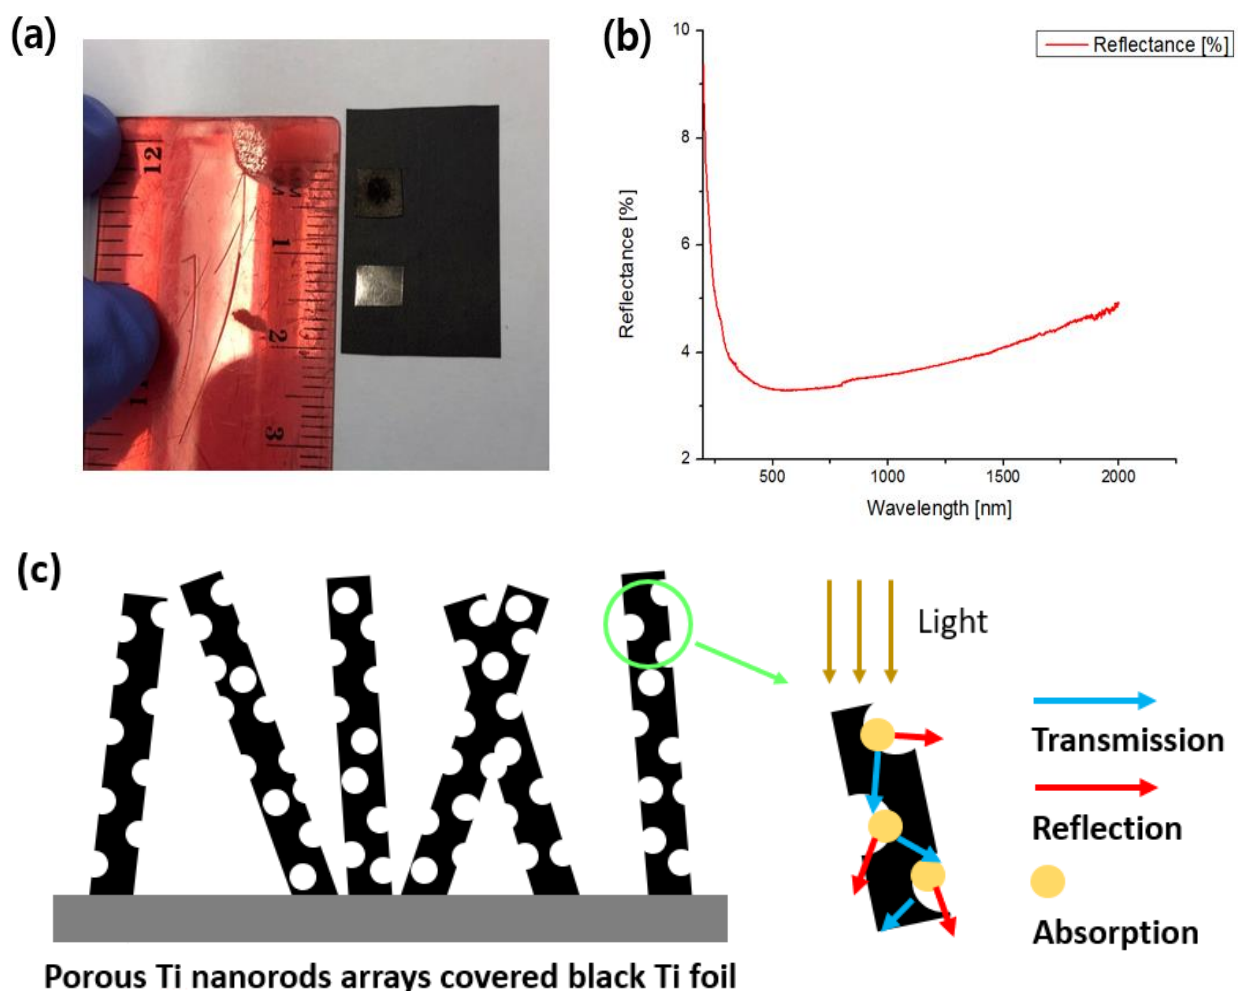 (a)
12
1
2
3
(b)
10
8
6
4
2
Reflectance [%]
Reflectance [%]
500
1000
1500
2000
Wavelength [nm]
(c)
Light
Transmission
Reflection
Absorption
Porous Ti nanorods arrays covered black Ti foil